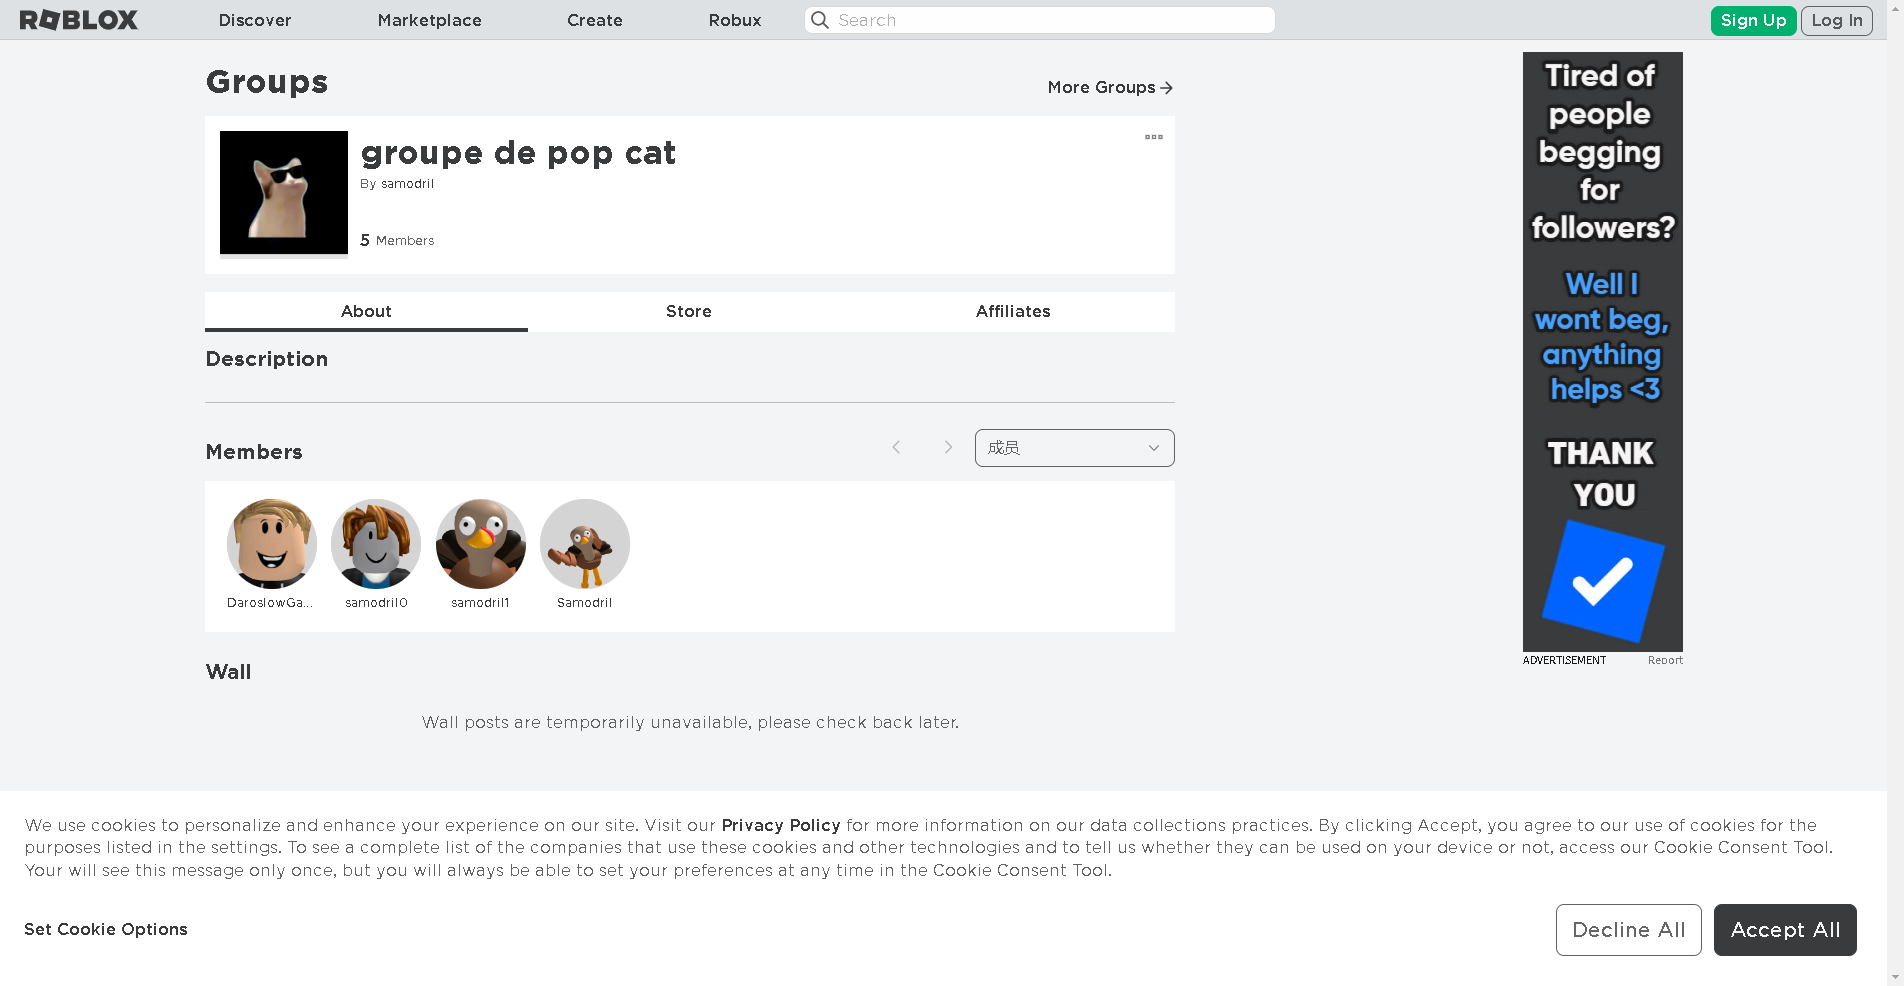 ROBLOX Discover Marketplace Create Robux Search Sign Up Log In
Groups
More Groups
groupe de pop cat
By samodril
5 Members
About Store Affiliates
Description
Members
成员
DaroslowGa... samodril0 samodril1 Samodril
Wall
Wall posts are temporarily unavailable, please check back later.
Tired of
people
begging
for
followers?
Well I
wont beg,
anything
helps <3
THANK
YOU
ADVERTISEMENT Report
We use cookies to personalize and enhance your experience on our site. Visit our Privacy Policy for more information on our data collections practices. By clicking Accept, you agree to our use of cookies for the
purposes listed in the settings. To see a complete list of the companies that use these cookies and other technologies and to tell us whether they can be used on your device or not, access our Cookie Consent Tool.
Your will see this message only once, but you will always be able to set your preferences at any time in the Cookie Consent Tool.
Set Cookie Options
Decline All
Accept All